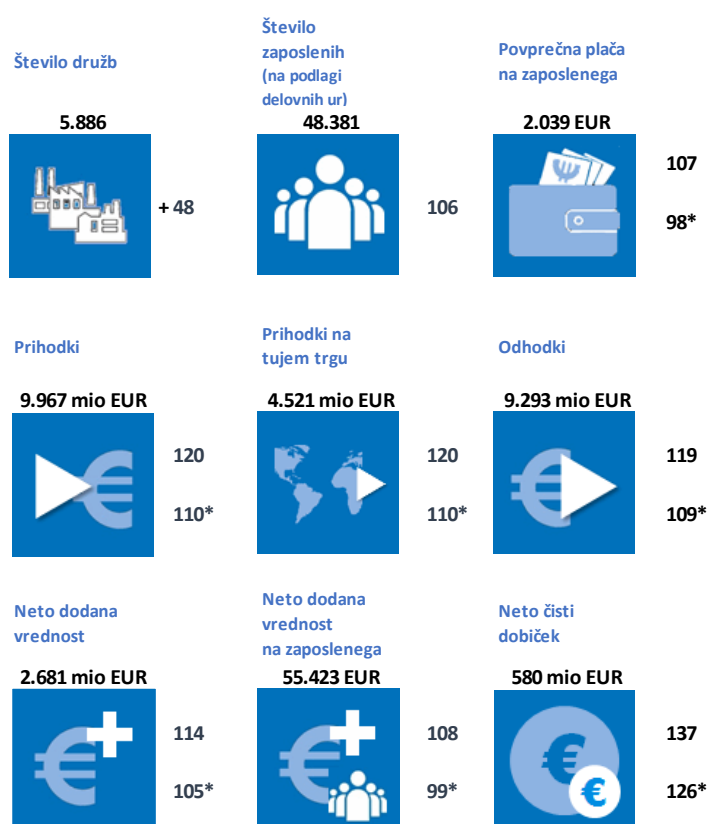 Število družb
5.886
+ 48
Število
zaposlenih
(na podlagi
delovnih ur)
48.381
106
Povprečna plača
na zaposlenega
2.039 EUR
107
98*
Prihodki
9.967 mio EUR
120
110*
Prihodki na
tujem trgu
4.521 mio EUR
120
110*
Odhodki
9.293 mio EUR
119
109*
Neto dodana
vrednost
2.681 mio EUR
114
105*
Neto dodana
vrednost
na zaposlenega
55.423 EUR
108
99*
Neto čisti
dobiček
580 mio EUR
137
126*